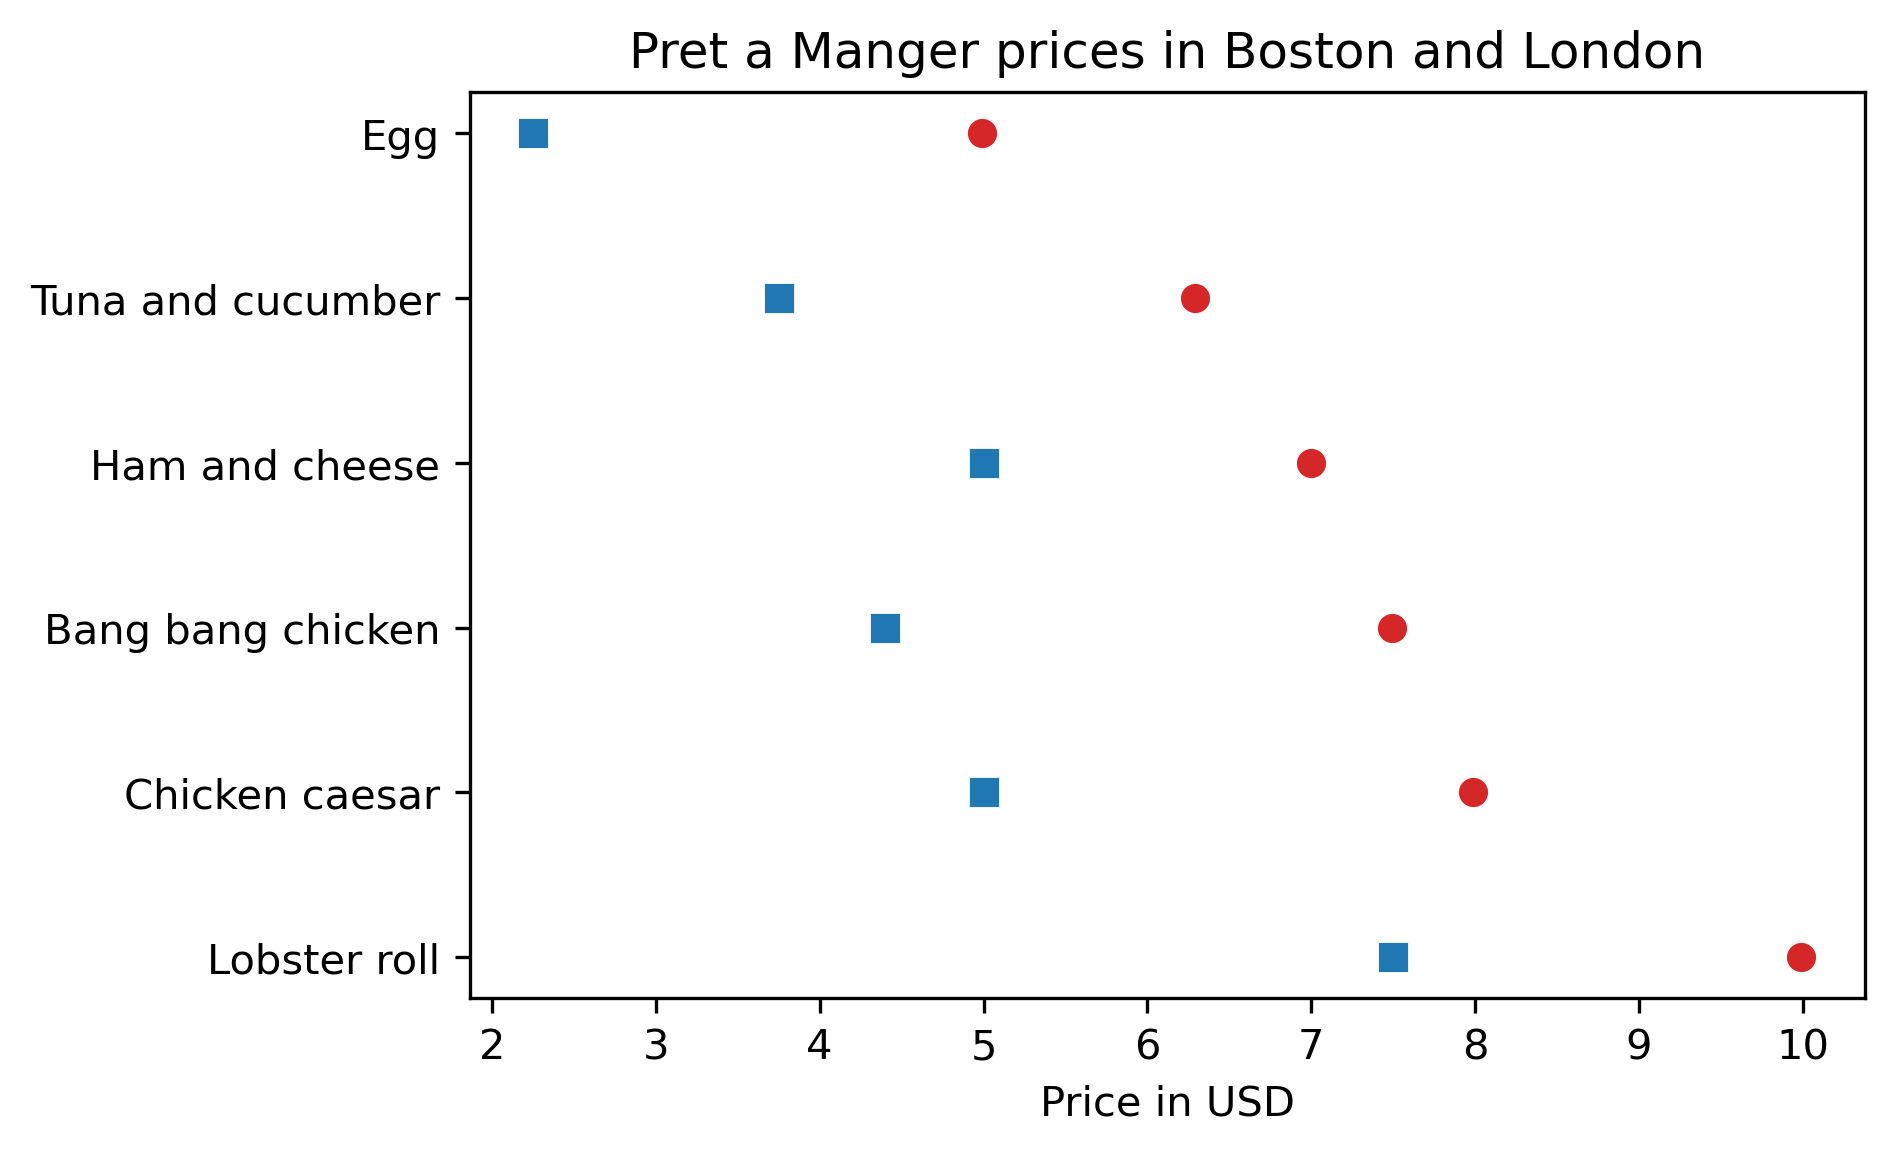 Pret a Manger prices in Boston and London
Egg
Tuna and cucumber
Ham and cheese
Bang bang chicken
Chicken caesar
Lobster roll
2 3 4 5 6 7 8 9 10
Price in USD